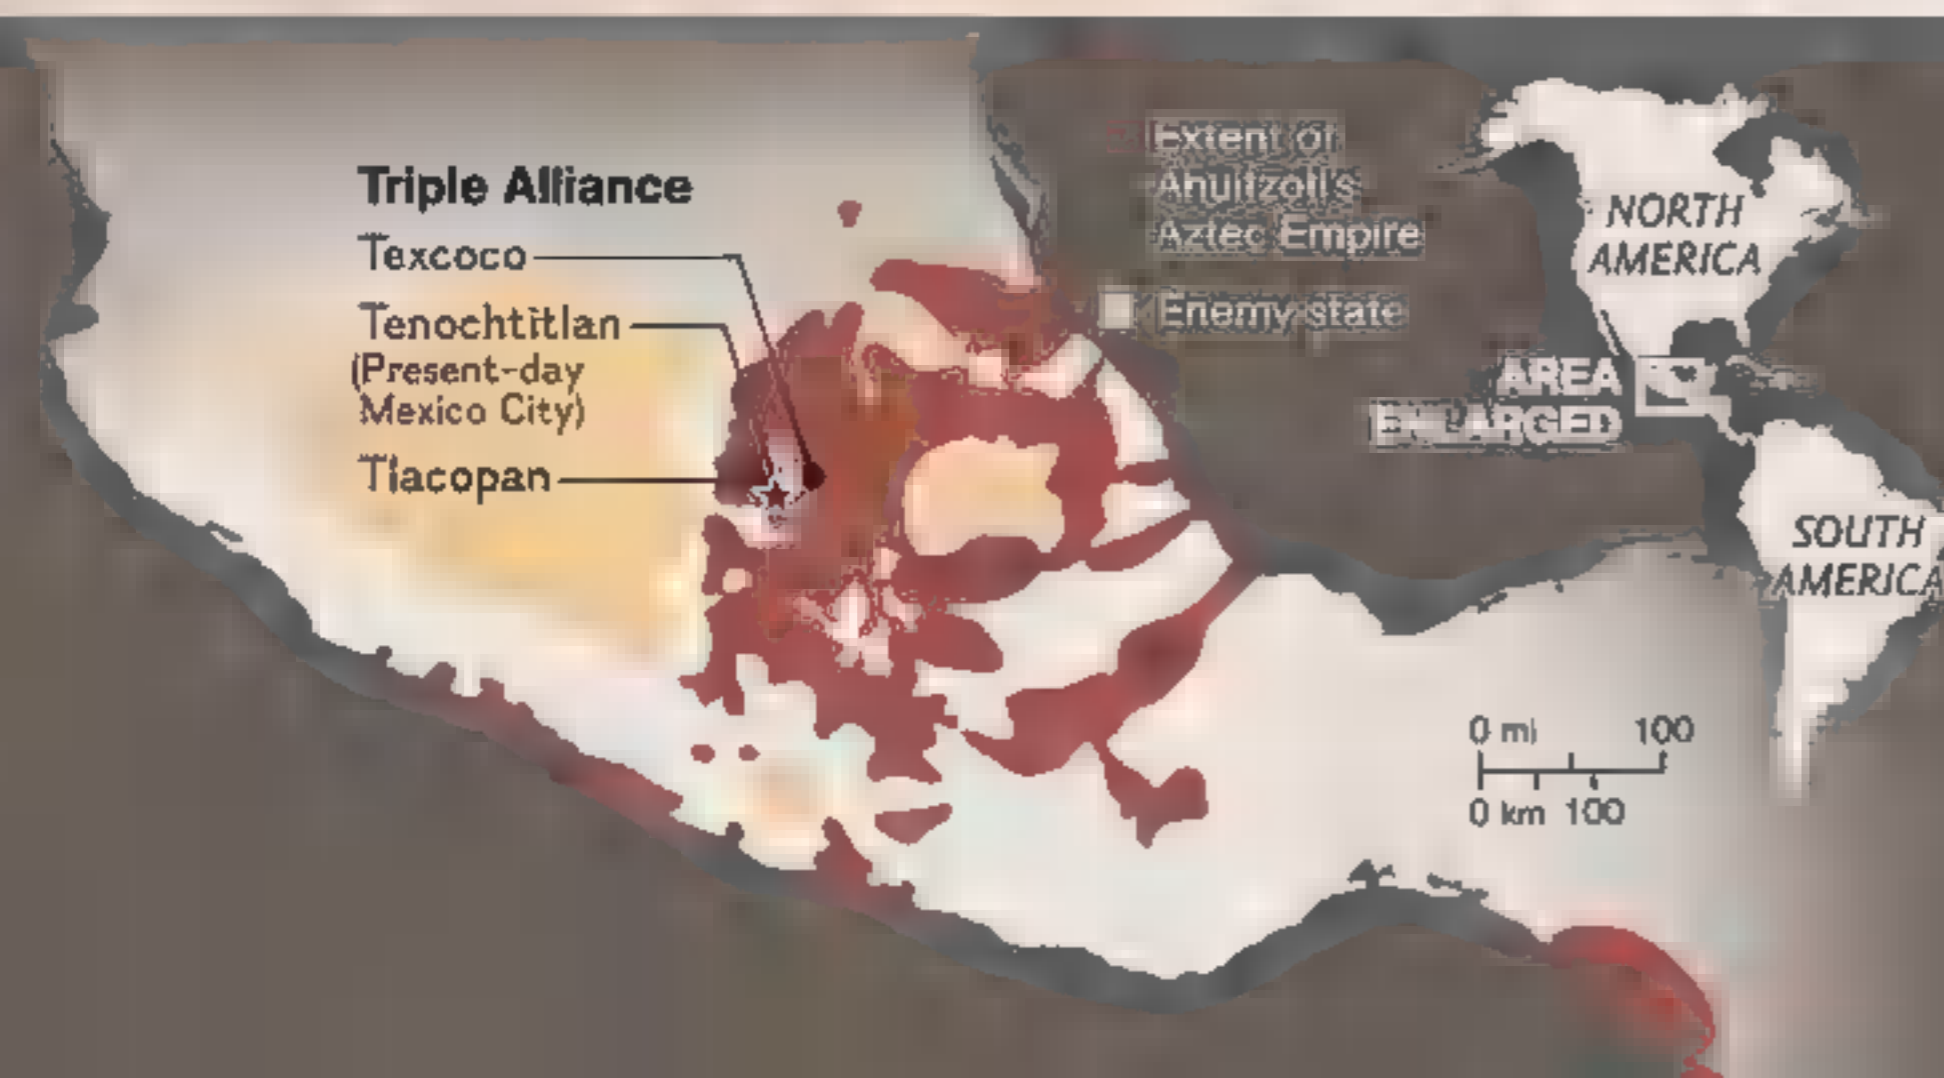 Triple Alliance
Texcoco
Tenochtitlan
(Present-day
Mexico City)
Tlacopan
Extent of
Ahuitzotl's
Aztec Empire
Enemy state
NORTH
AMERICA
AREA
ENLARGED
SOUTH
AMERICA
0 mi 100
0 km 100